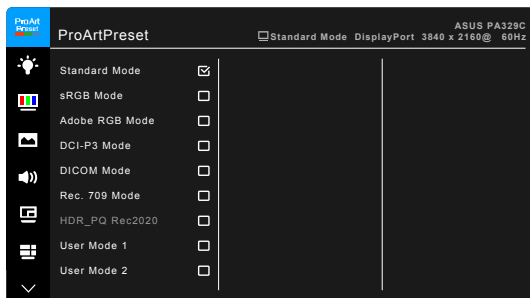 ProArt
Preset
ProArtPreset
ASUS PA329C
Standard Mode DisplayPort 3840 x 2160@ 60Hz
Standard Mode
sRGB Mode
Adobe RGB Mode
DCI-P3 Mode
DICOM Mode
Rec. 709 Mode
HDR_PQ Rec2020
User Mode 1
User Mode 2